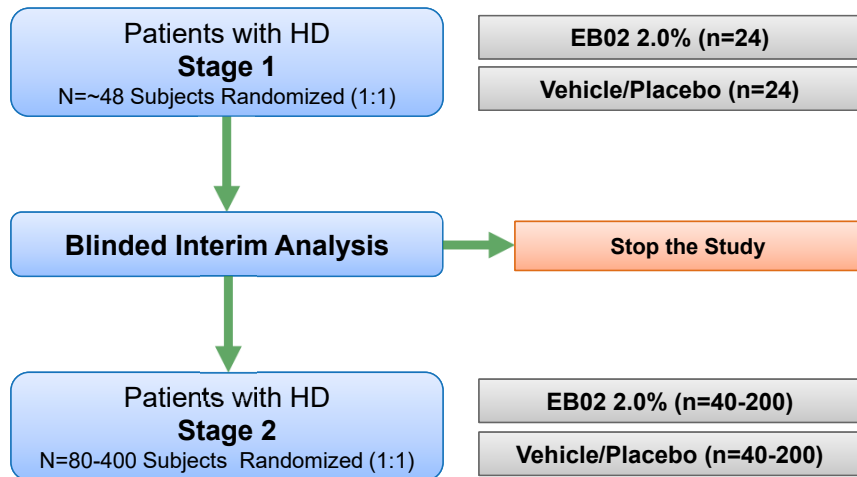 Patients with HD
Stage 1
N=~48 Subjects Randomized (1:1)
EB02 2.0% (n=24)
Vehicle/Placebo (n=24)
Blinded Interim Analysis
Stop the Study
Patients with HD
Stage 2
N=80-400 Subjects  Randomized (1:1)
EB02 2.0% (n=40-200)
Vehicle/Placebo (n=40-200)